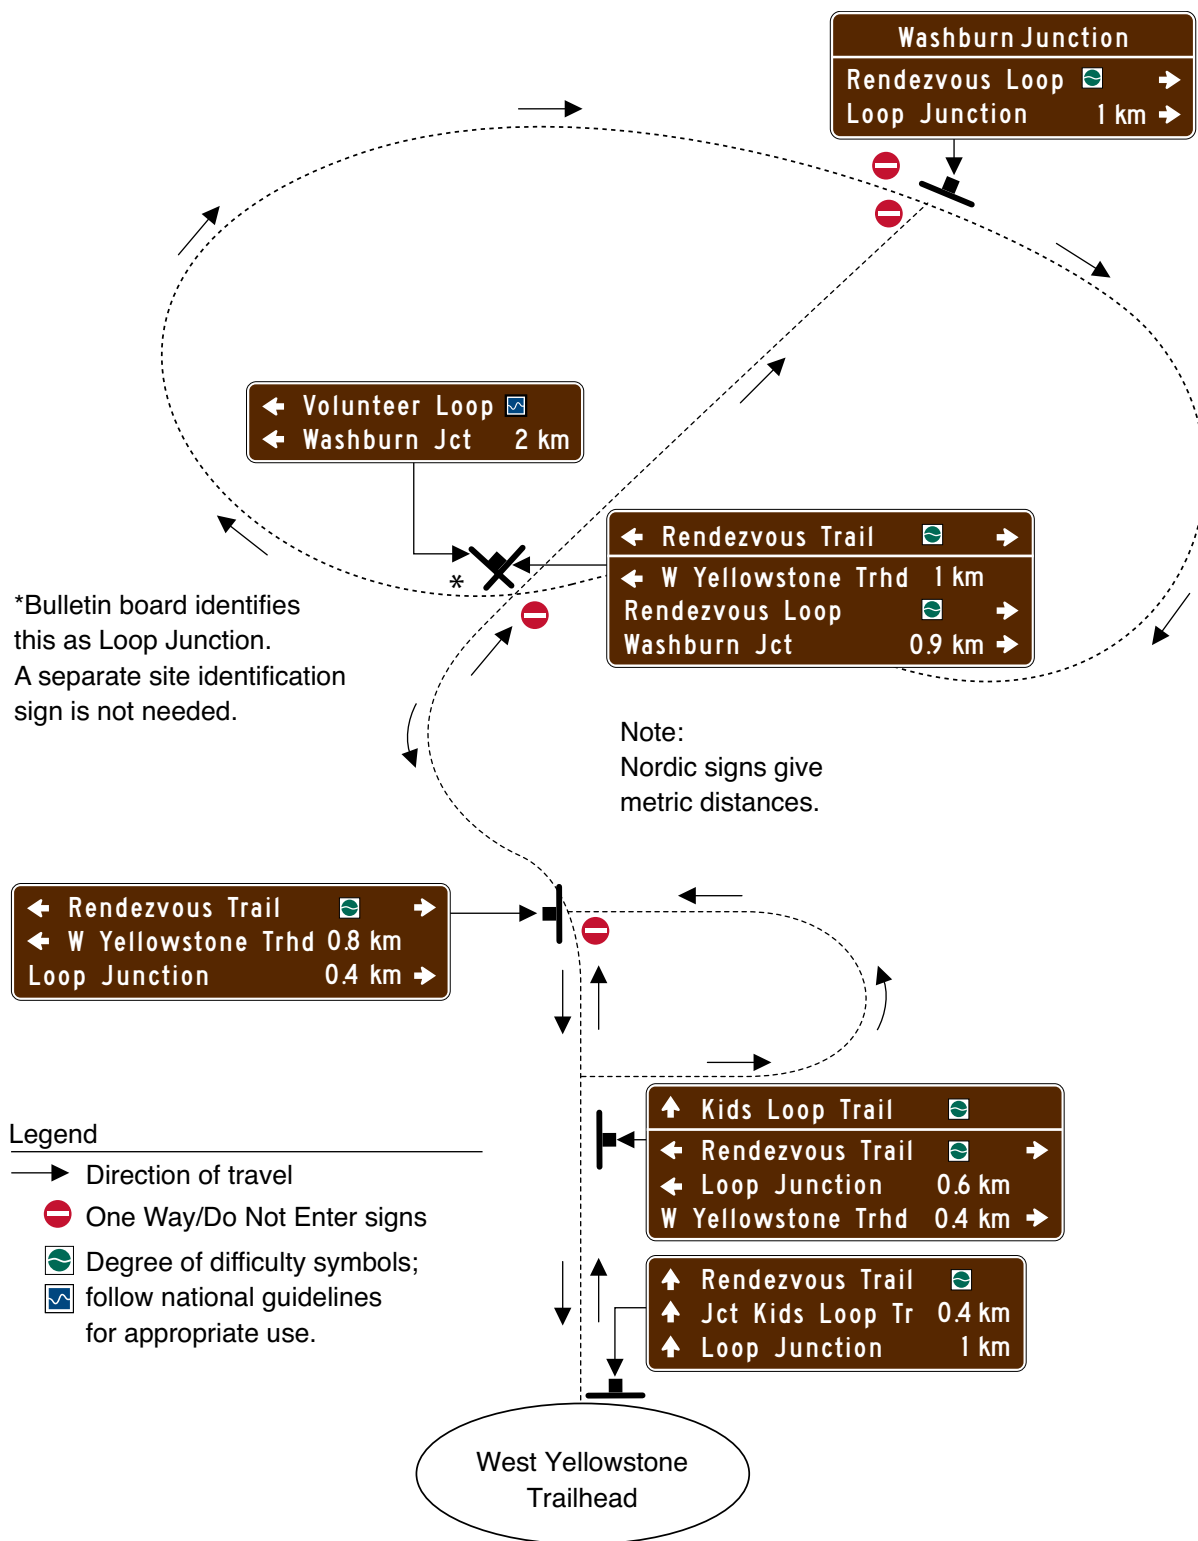 Washburn Junction
Rendezvous Loop
Loop Junction 1 km
Volunteer Loop
Washburn Jct 2 km
Rendezvous Trail
W Yellowstone Trhd 1 km
Rendezvous Loop
Washburn Jct 0.9 km
*
*Bulletin board identifies
this as Loop Junction.
A separate site identification
sign is not needed.
Note:
Nordic signs give
metric distances.
Rendezvous Trail
W Yellowstone Trhd 0.8 km
Loop Junction 0.4 km
Kids Loop Trail
Rendezvous Trail
Loop Junction 0.6 km
W Yellowstone Trhd 0.4 km
Legend
Direction of travel
One Way/Do Not Enter signs
Degree of difficulty symbols;
follow national guidelines
for appropriate use.
Rendezvous Trail
Jct Kids Loop Tr 0.4 km
Loop Junction 1 km
West Yellowstone
Trailhead